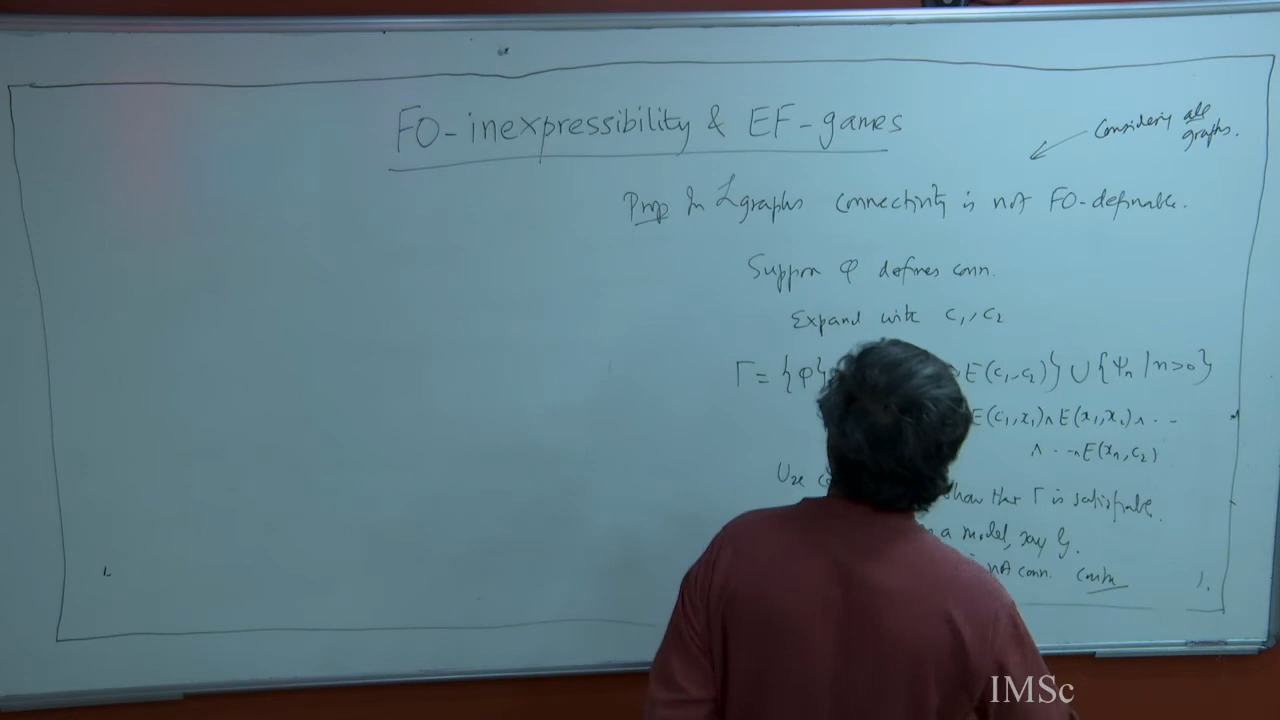 FO-inexpressibility & EF-games
Considering all
graphs.
Prop In L graphs connectivity is not FO-definable.
Suppose φ defines conn.
Expand with c₁, c₂
Γ = {φ} E(c₁,c₂)} ∪ {Ψₙ | n>0}
E(c₁,x₁)∧E(x₁,x₂)∧ · ·
∧ · · ∧E(xₙ,c₂)
Use show that Γ is satisfiable.
a model, say G.
not conn. Contr